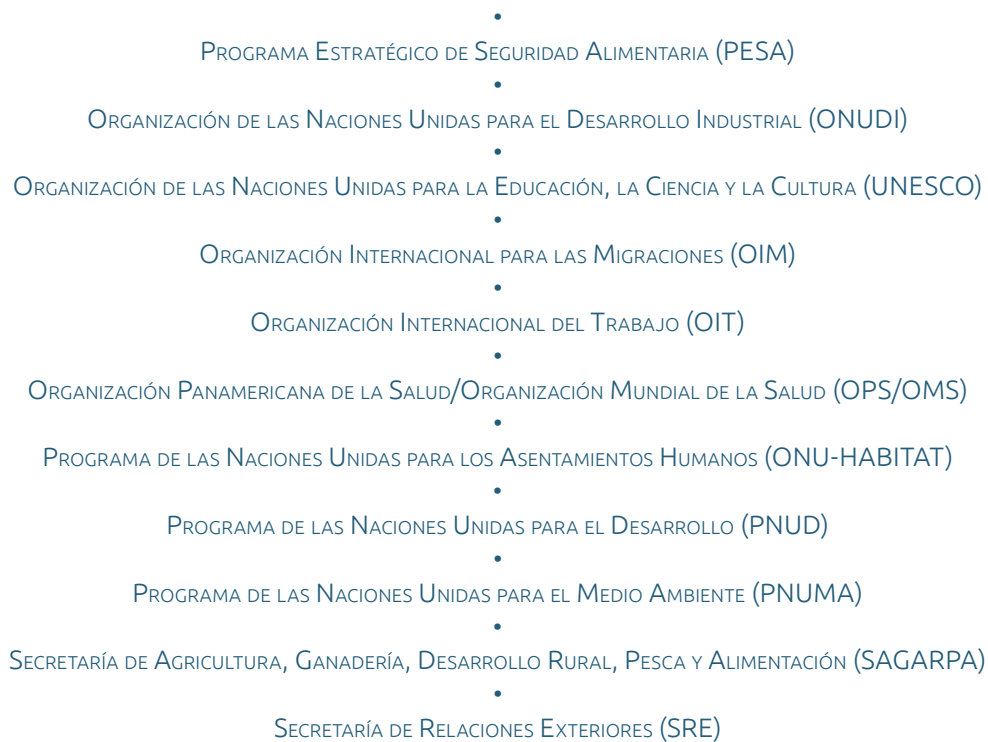 •
Programa Estratégico de Seguridad Alimentaria (PESA)
•
Organización de las Naciones Unidas para el Desarrollo Industrial (ONUDI)
•
Organización de las Naciones Unidas para la Educación, la Ciencia y la Cultura (UNESCO)
•
Organización Internacional para las Migraciones (OIM)
•
Organización Internacional del Trabajo (OIT)
•
Organización Panamericana de la Salud/Organización Mundial de la Salud (OPS/OMS)
•
Programa de las Naciones Unidas para los Asentamientos Humanos (ONU-HABITAT)
•
Programa de las Naciones Unidas para el Desarrollo (PNUD)
•
Programa de las Naciones Unidas para el Medio Ambiente (PNUMA)
•
Secretaría de Agricultura, Ganadería, Desarrollo Rural, Pesca y Alimentación (SAGARPA)
•
Secretaría de Relaciones Exteriores (SRE)